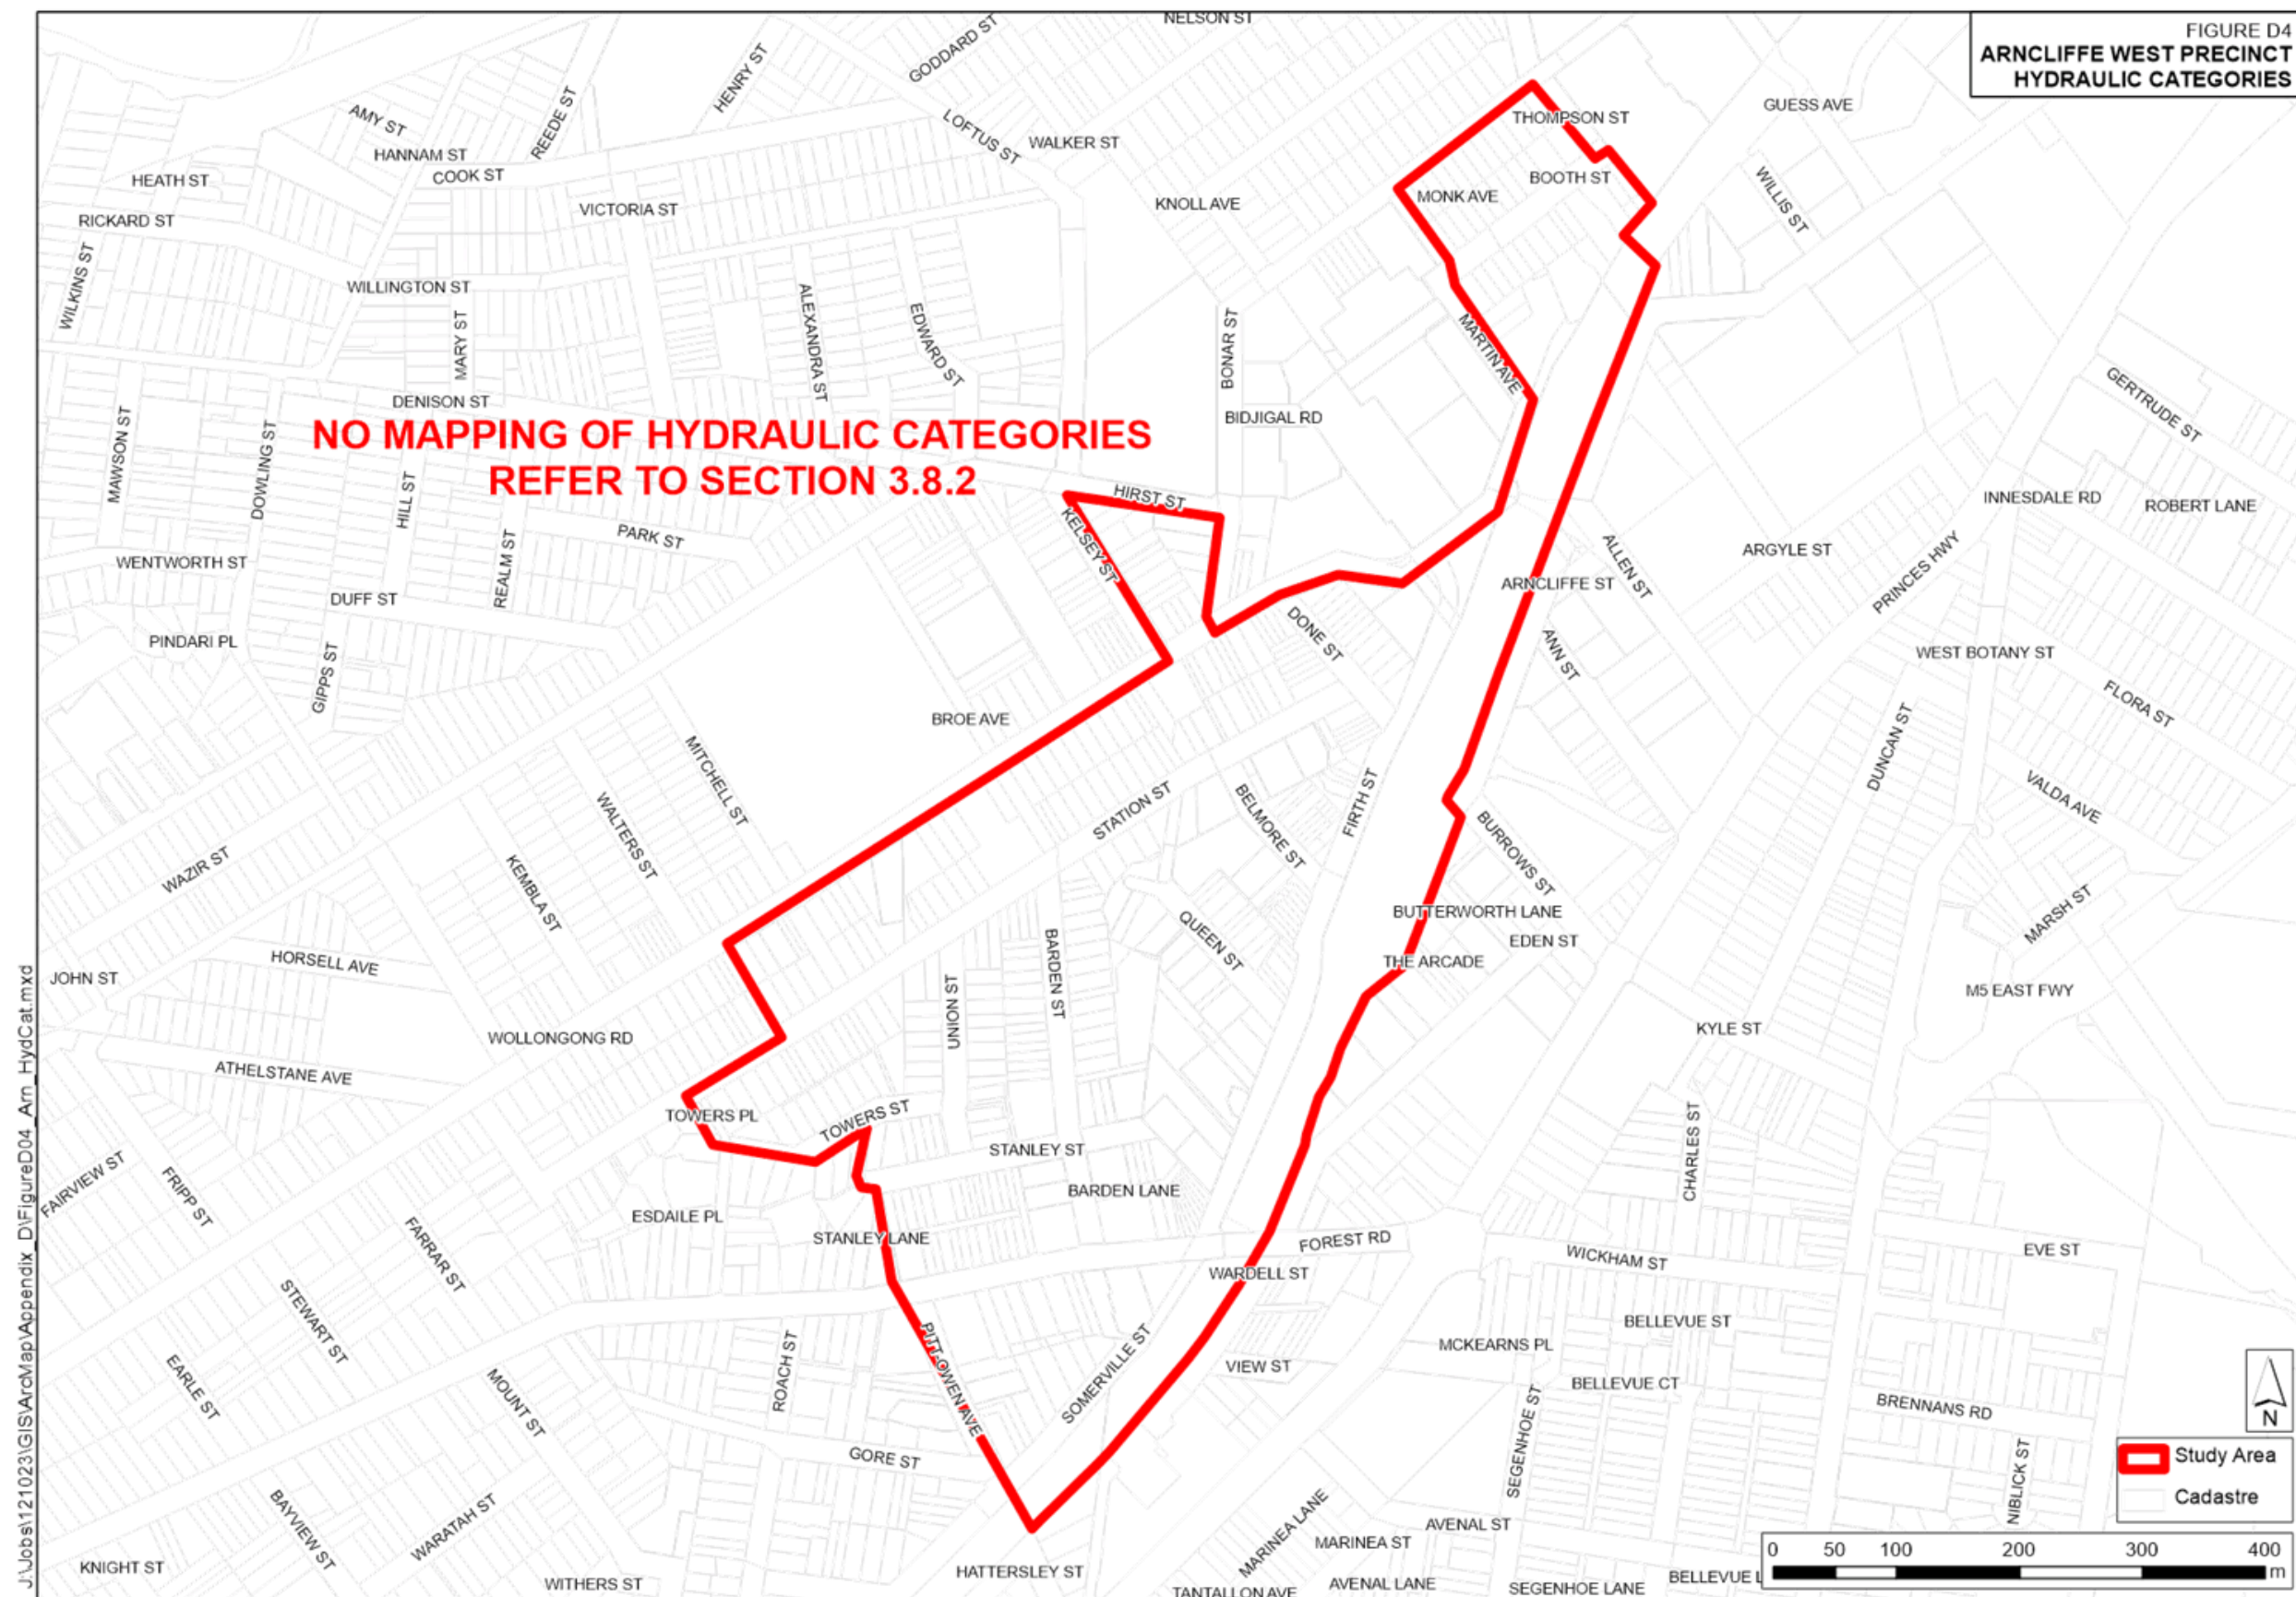 FIGURE D4
ARNCLIFFE WEST PRECINCT
HYDRAULIC CATEGORIES
NELSON ST
GODDARD ST
HENRY ST
GUESS AVE
THOMPSON ST
AMY ST
REEDE ST
LOFTUS ST
WALKER ST
HANNAM ST
COOK ST
HEATH ST
BOOTH ST
WILLIS ST
MONK AVE
KNOLL AVE
VICTORIA ST
RICKARD ST
WILKINS ST
WILLINGTON ST
MARY ST
ALEXANDRA ST
EDWARD ST
BONAR ST
MARTIN AVE
GERTRUDE ST
DENISON ST
BIDJIGAL RD
NO MAPPING OF HYDRAULIC CATEGORIES
REFER TO SECTION 3.8.2
MAWSON ST
DOWLING ST
HILL ST
HIRST ST
INNESDALE RD
ROBERT LANE
PARK ST
KELSEY ST
REALM ST
WENTWORTH ST
ALLEN ST
ARGYLE ST
PRINCES HWY
ARNCLIFFE ST
DUFF ST
DONE ST
PINDARI PL
ANN ST
WEST BOTANY ST
GIPPS ST
FLORA ST
BROE AVE
DUNCAN ST
MITCHELL ST
STATION ST
BELMORE ST
FIRTH ST
VALDA AVE
WALTERS ST
BURROWS ST
WAZIR ST
KEMBLA ST
BUTTERWORTH LANE
MARSH ST
QUEEN ST
EDEN ST
BARDEN ST
HORSELL AVE
THE ARCADE
JOHN ST
M5 EAST FWY
UNION ST
KYLE ST
WOLLONGONG RD
ATHELSTANE AVE
TOWERS PL
TOWERS ST
STANLEY ST
CHARLES ST
FAIRVIEW ST
FRIPP ST
BARDEN LANE
ESDAILE PL
STANLEY LANE
FARRAR ST
FOREST RD
WICKHAM ST
EVE ST
WARDELL ST
STEWART ST
BELLEVUE ST
PITT-OWEN AVE
MCKEARNS PL
VIEW ST
ROACH ST
SOMERVILLE ST
EARLE ST
MOUNT ST
BELLEVUE CT
BRENNANS RD
SEGENHOE ST
N
GORE ST
Study Area
Cadastre
NIBLICK ST
BAYVIEW ST
WARATAH ST
MARINEA LANE
AVENAL ST
MARINEA ST
KNIGHT ST
HATTERSLEY ST
WITHERS ST
TANTALLON AVE
AVENAL LANE
SEGENHOE LANE
BELLEVUE L
0 50 100 200 300 400
m
J:\Jobs\121023\GIS\ArcMap\Appendix_D\FigureD04_Arn_HydCat.mxd